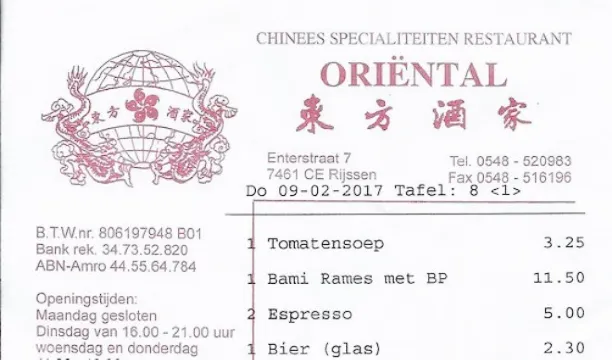 CHINEES SPECIALITEITEN RESTAURANT
ORIËNTAL
東方酒家
東方 酒家
Enterstraat 7
7461 CE Rijssen
Tel. 0548 - 520983
Fax 0548 - 516196
Do 09-02-2017 Tafel: 8 <1>
B.T.W.nr. 806197948 B01
Bank rek. 34.73.52.820
ABN-Amro 44.55.64.784
Openingstijden:
Maandag gesloten
Dinsdag van 16.00 - 21.00 uur
woensdag en donderdag
1 Tomatensoep 3.25
1 Bami Rames met BP 11.50
2 Espresso 5.00
1 Bier (glas) 2.30